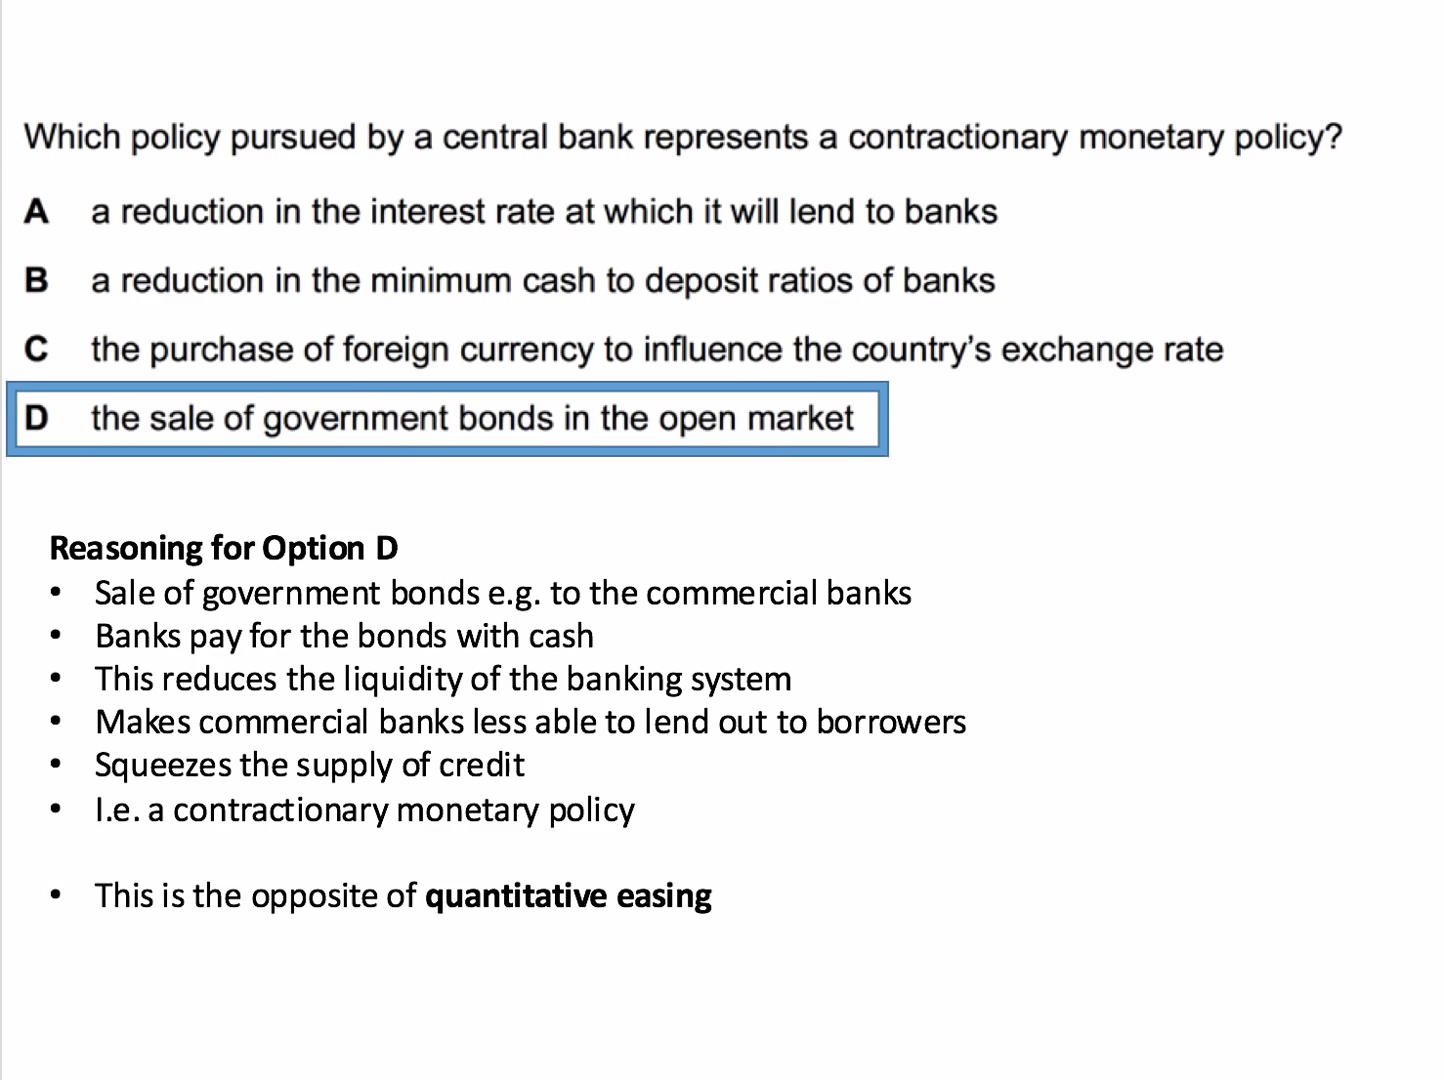 Which policy pursued by a central bank represents a contractionary monetary policy?
A a reduction in the interest rate at which it will lend to banks
B a reduction in the minimum cash to deposit ratios of banks
C the purchase of foreign currency to influence the country's exchange rate
D the sale of government bonds in the open market
Reasoning for Option D
• Sale of government bonds e.g. to the commercial banks
• Banks pay for the bonds with cash
• This reduces the liquidity of the banking system
• Makes commercial banks less able to lend out to borrowers
• Squeezes the supply of credit
• I.e. a contractionary monetary policy
• This is the opposite of quantitative easing